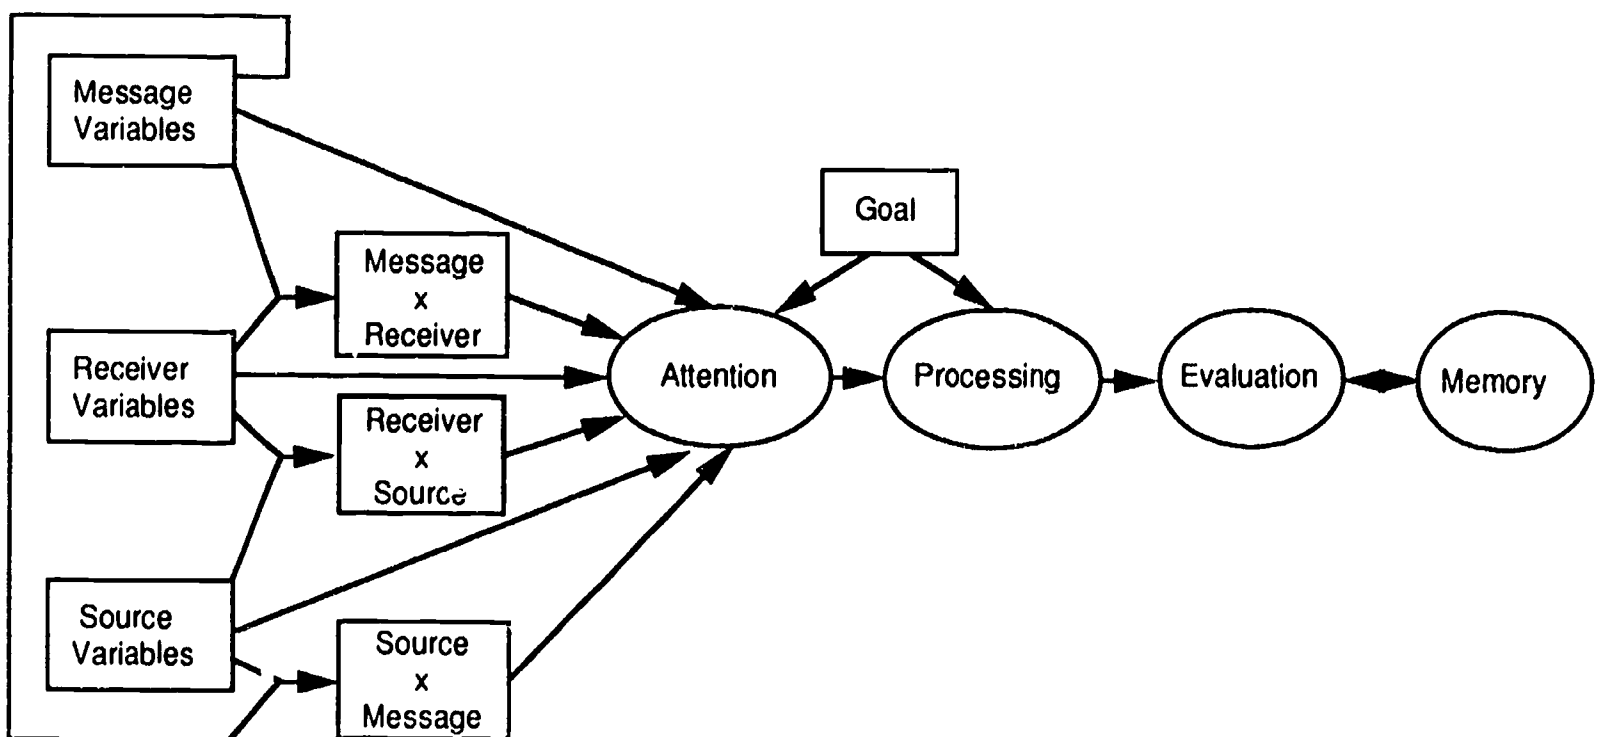 Message
Variables
Goal
Message
x
Receiver
Receiver
Variables
Attention
Processing
Evaluation
Memory
Receiver
x
Source
Source
Variables
Source
x
Message